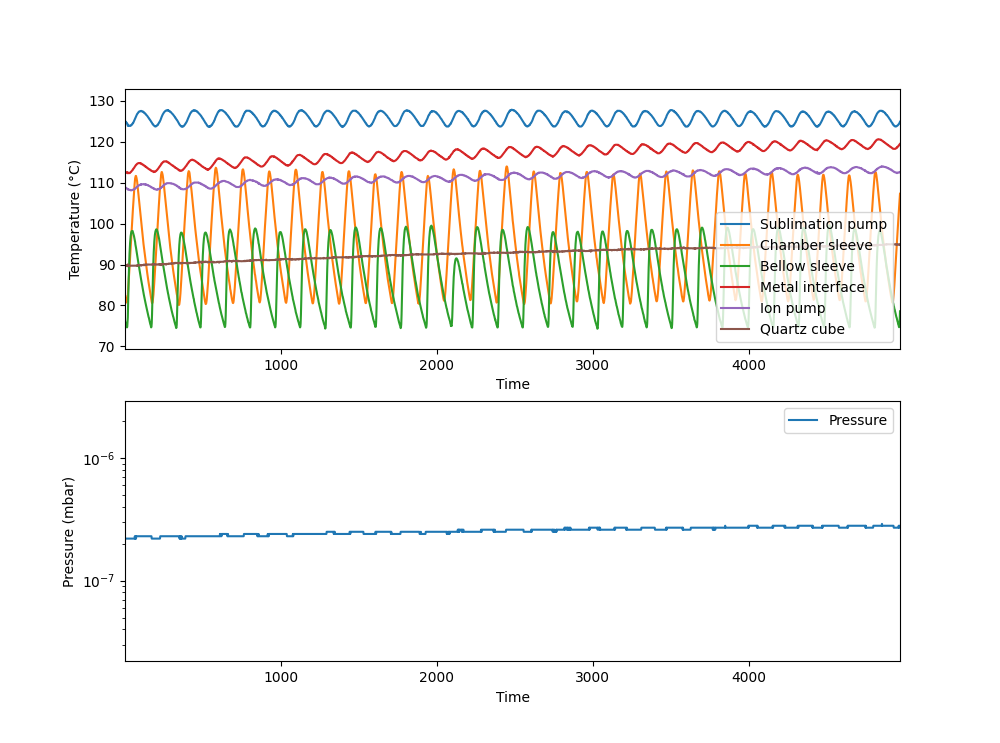 130
120
110
100
90
80
70
Temperature (°C)
Sublimation pump
Chamber sleeve
Bellow sleeve
Metal interface
Ion pump
Quartz cube
1000 2000 3000 4000
Time
Pressure
10⁻⁶
10⁻⁷
Pressure (mbar)
1000 2000 3000 4000
Time